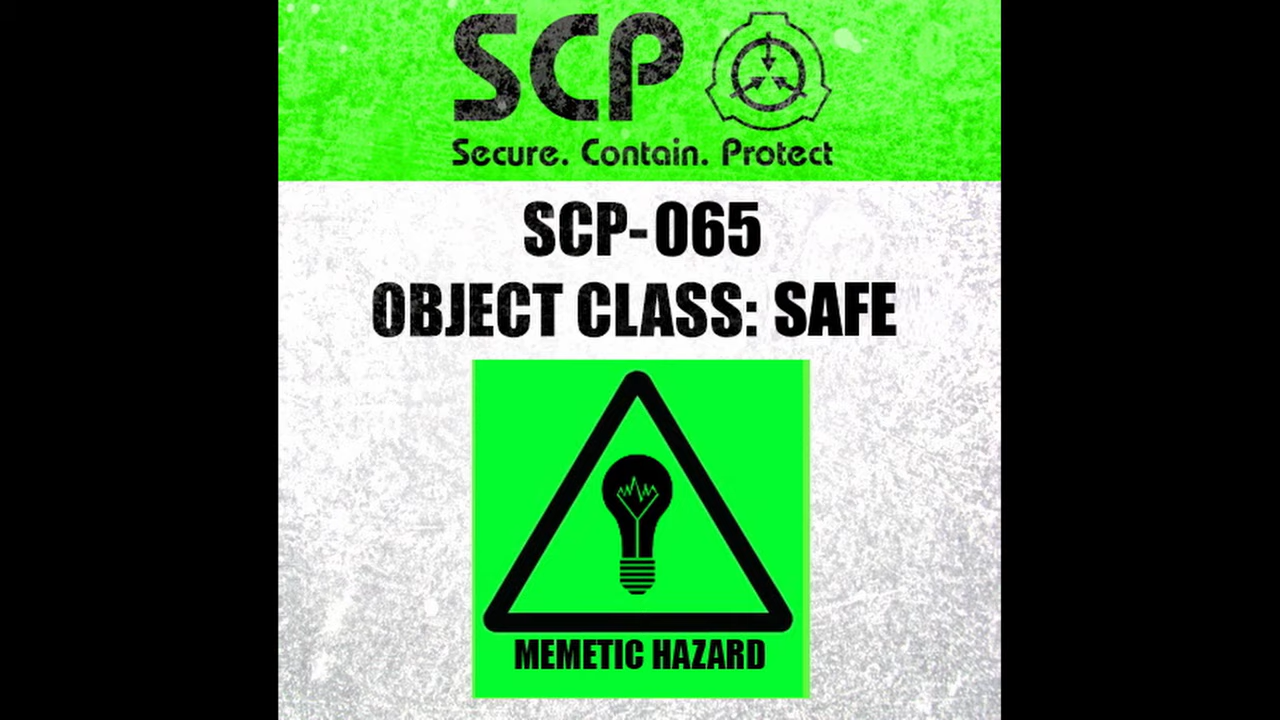 SCP
Secure. Contain. Protect
SCP-065
OBJECT CLASS: SAFE
MEMETIC HAZARD